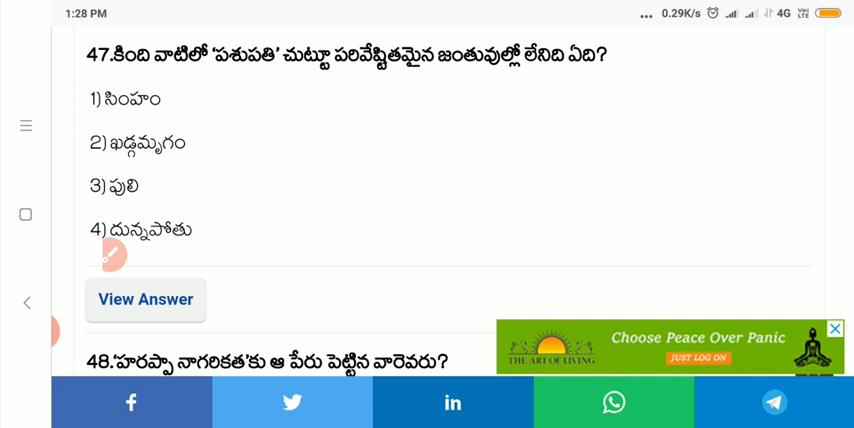 1:28 PM
... 0.29K/s 4G VoLTE
47.కింది వాటిలో ‘పశుపతి’ చుట్టూ పరివేష్టితమైన జంతువుల్లో లేనిది ఏది?
1) సింహం
2) ఖడ్గమృగం
3) పులి
4) దున్నపోతు
View Answer
Choose Peace Over Panic
THE ART OF LIVING
JUST LOG ON
48.‘హరప్పా నాగరికత’కు ఆ పేరు పెట్టిన వారెవరు?